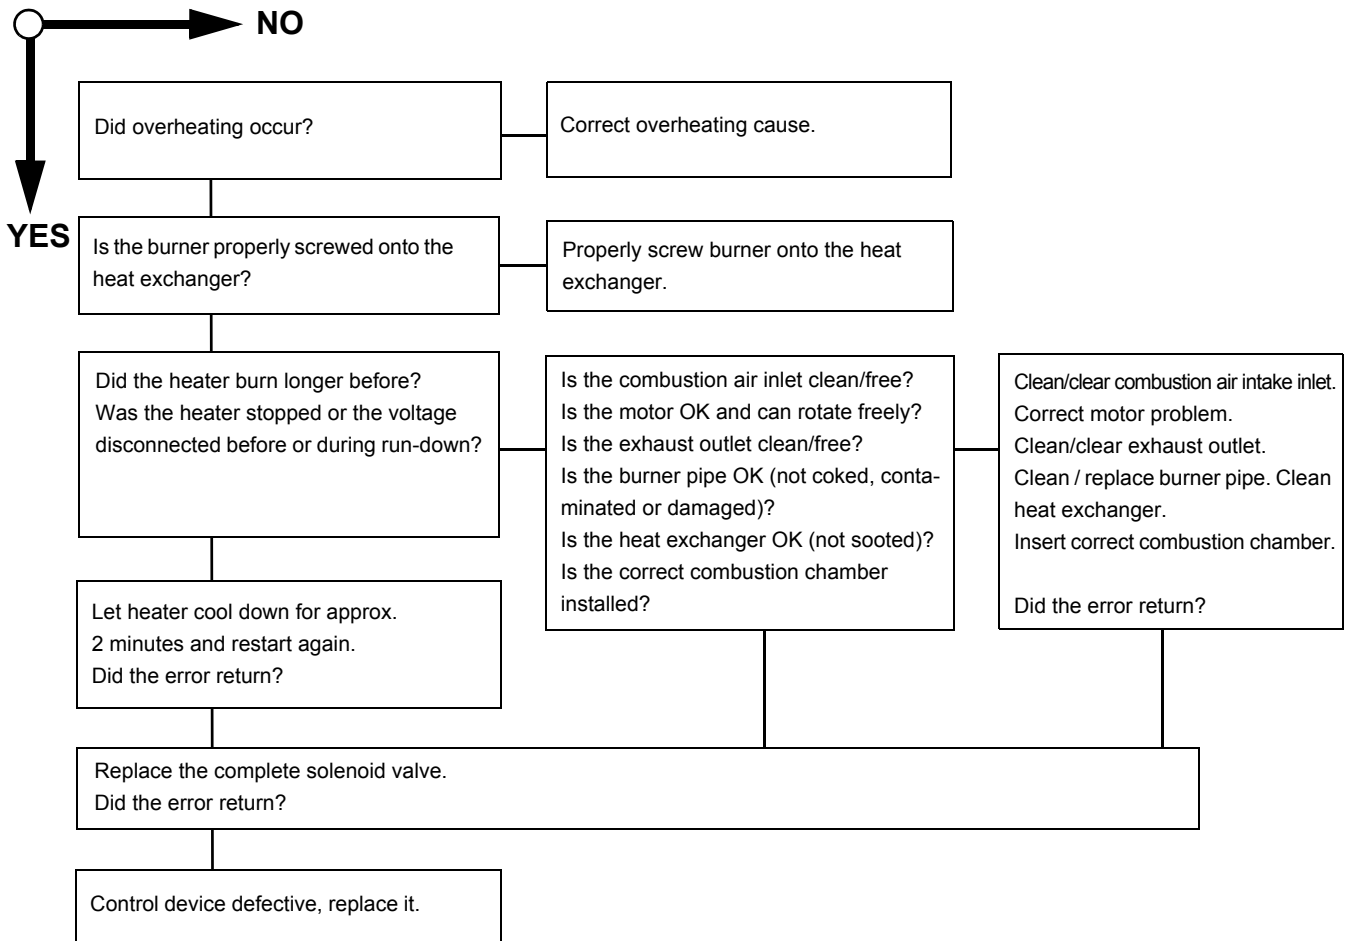 NO
YES
Did overheating occur?
Correct overheating cause.
Is the burner properly screwed onto the
heat exchanger?
Properly screw burner onto the heat
exchanger.
Did the heater burn longer before?
Was the heater stopped or the voltage
disconnected before or during run-down?
Is the combustion air inlet clean/free?
Is the motor OK and can rotate freely?
Is the exhaust outlet clean/free?
Is the burner pipe OK (not coked, conta-
minated or damaged)?
Is the heat exchanger OK (not sooted)?
Is the correct combustion chamber
installed?
Clean/clear combustion air intake inlet.
Correct motor problem.
Clean/clear exhaust outlet.
Clean / replace burner pipe. Clean
heat exchanger.
Insert correct combustion chamber.
Did the error return?
Let heater cool down for approx.
2 minutes and restart again.
Did the error return?
Replace the complete solenoid valve.
Did the error return?
Control device defective, replace it.